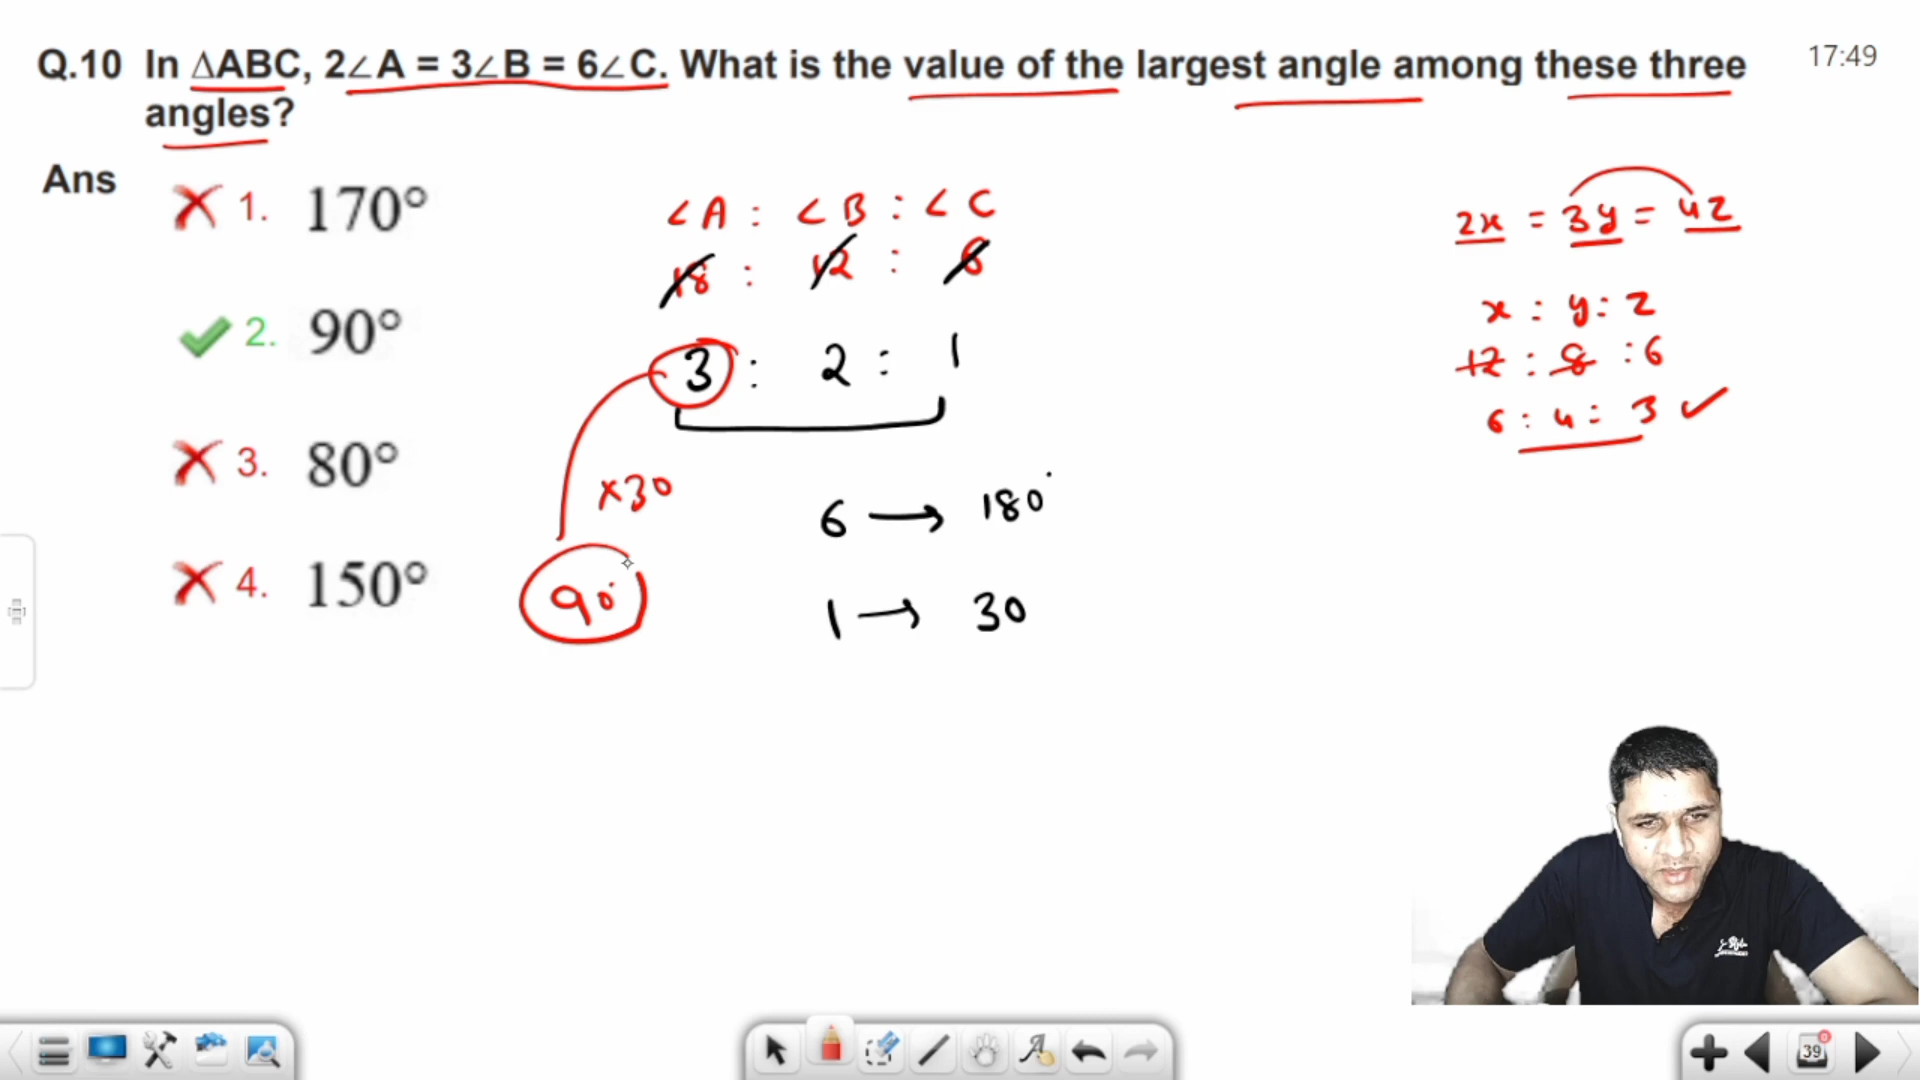 Q.10 In ΔABC, 2∠A = 3∠B = 6∠C. What is the value of the largest angle among these three
angles?
17:49
Ans
1. 170°
2. 90°
3. 80°
4. 150°
∠A : ∠B : ∠C
18 : 12 : 6
3 : 2 : 1
×30
90°
6 → 180°
1 → 30
2x = 3y = 4z
x : y : z
12 : 8 : 6
6 : 4 : 3 ✓
39
0